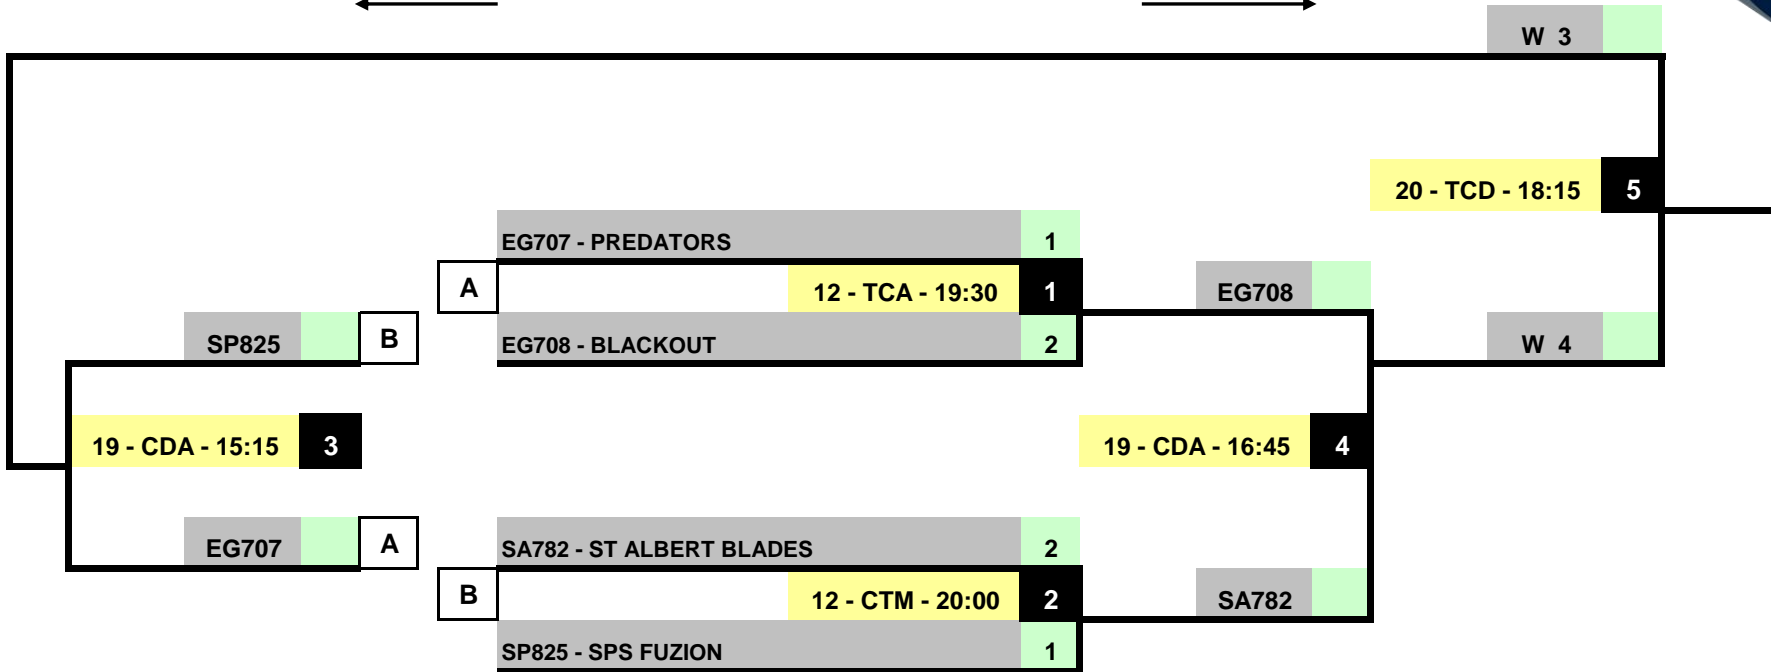 W 3
20 - TCD - 18:15 5
EG707 - PREDATORS 1
A 12 - TCA - 19:30 1 EG708
SP825 B EG708 - BLACKOUT 2 W 4
19 - CDA - 15:15 3 19 - CDA - 16:45 4
EG707 A SA782 - ST ALBERT BLADES 2
B 12 - CTM - 20:00 2 SA782
SP825 - SPS FUZION 1